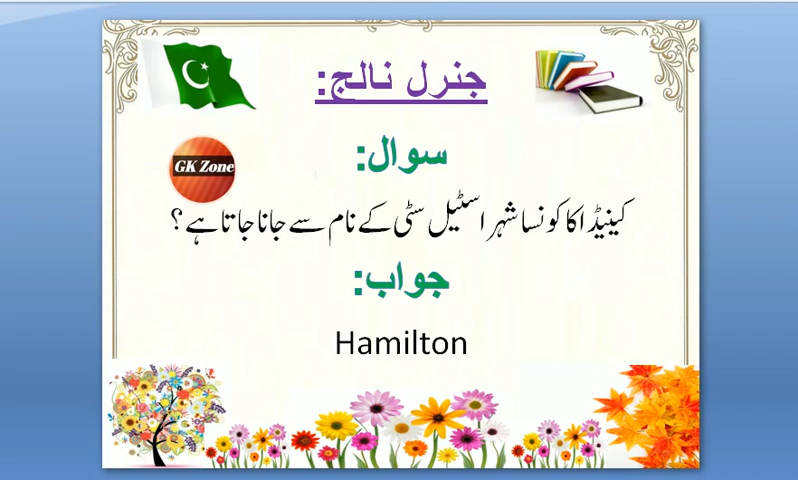 جنرل نالج:
GK Zone
سوال:
کینیڈا کا کونسا شہر اسٹیل سٹی کے نام سے جانا جاتا ہے ؟
جواب:
Hamilton